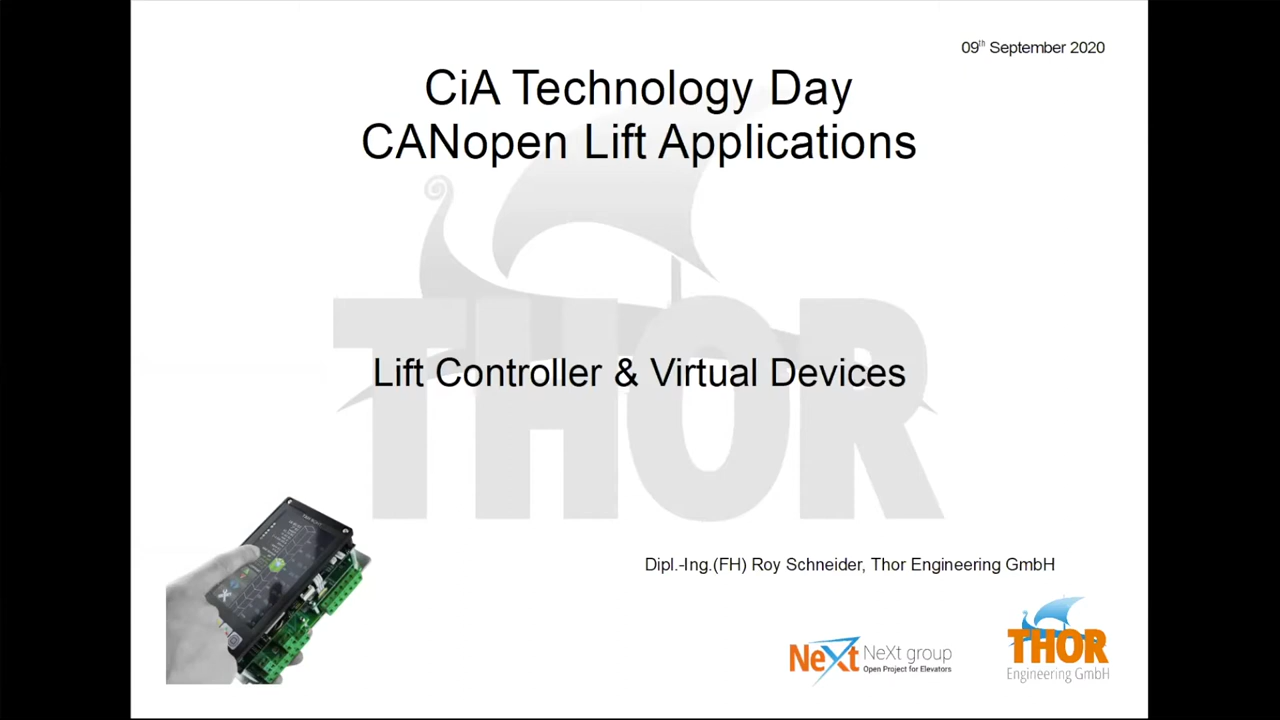 09th September 2020
CiA Technology Day
CANopen Lift Applications
THOR
Lift Controller & Virtual Devices
Dipl.-Ing.(FH) Roy Schneider, Thor Engineering GmbH
NeXt NeXt group
Open Project for Elevators
THOR
Engineering GmbH